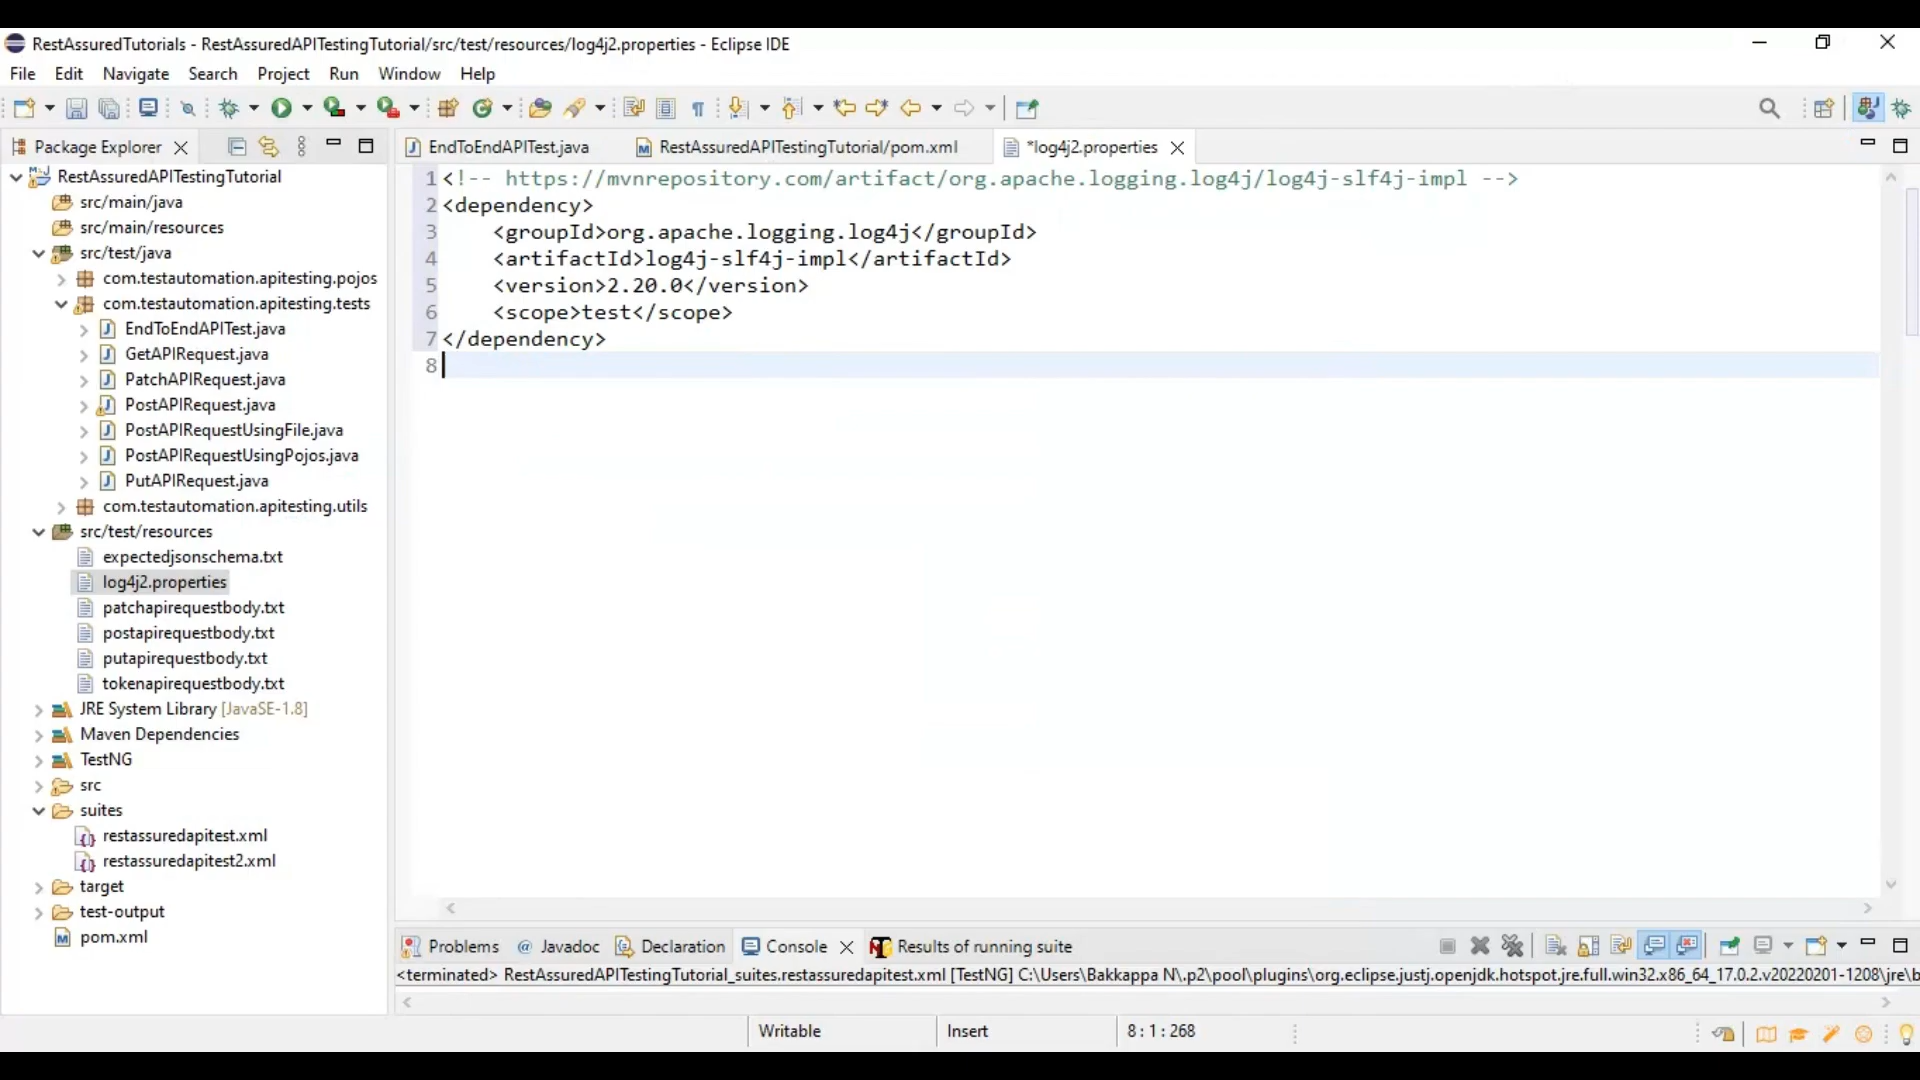 RestAssuredTutorials - RestAssuredAPITestingTutorial/src/test/resources/log4j2.properties - Eclipse IDE
File Edit Navigate Search Project Run Window Help
Package Explorer
RestAssuredAPITestingTutorial
src/main/java
src/main/resources
src/test/java
com.testautomation.apitesting.pojos
com.testautomation.apitesting.tests
EndToEndAPITest.java
GetAPIRequest.java
PatchAPIRequest.java
PostAPIRequest.java
PostAPIRequestUsingFile.java
PostAPIRequestUsingPojos.java
PutAPIRequest.java
com.testautomation.apitesting.utils
src/test/resources
expectedjsonschema.txt
log4j2.properties
patchapirequestbody.txt
postapirequestbody.txt
putapirequestbody.txt
tokenapirequestbody.txt
JRE System Library [JavaSE-1.8]
Maven Dependencies
TestNG
src
suites
restassuredapitest.xml
restassuredapitest2.xml
target
test-output
pom.xml
EndToEndAPITest.java RestAssuredAPITestingTutorial/pom.xml *log4j2.properties
1 <!-- https://mvnrepository.com/artifact/org.apache.logging.log4j/log4j-slf4j-impl -->
2 <dependency>
3 <groupId>org.apache.logging.log4j</groupId>
4 <artifactId>log4j-slf4j-impl</artifactId>
5 <version>2.20.0</version>
6 <scope>test</scope>
7 </dependency>
8
Problems Javadoc Declaration Console Results of running suite
<terminated> RestAssuredAPITestingTutorial_suites.restassuredapitest.xml [TestNG] C:\Users\Bakkappa N\.p2\pool\plugins\org.eclipse.justj.openjdk.hotspot.jre.full.win32.x86_64_17.0.2.v20220201-1208\jre\b
Writable Insert 8 : 1 : 268